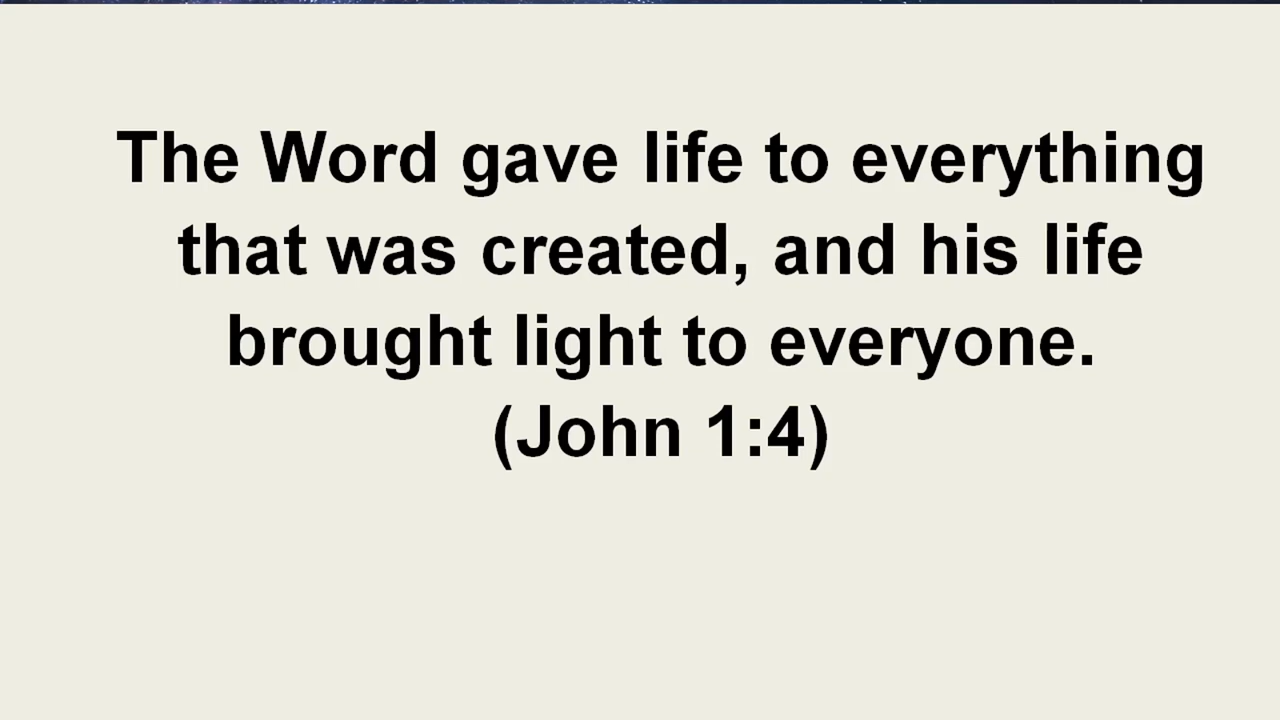 The Word gave life to everything
that was created, and his life
brought light to everyone.
(John 1:4)